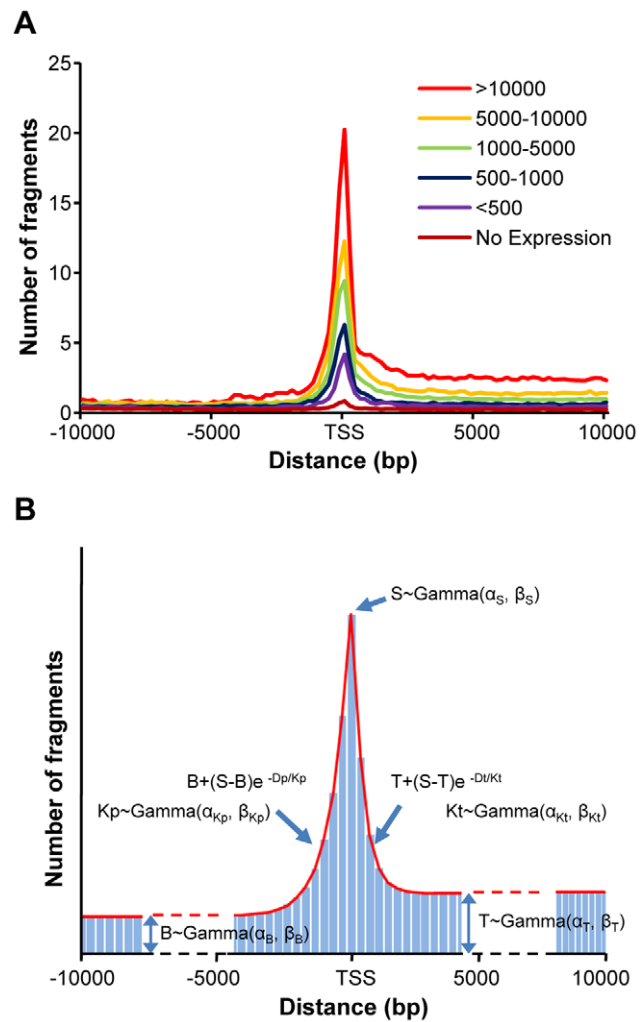 A
Number of fragments
25
20
15
10
5
0
>10000
5000-10000
1000-5000
500-1000
<500
No Expression
-10000 -5000 TSS 5000 10000
Distance (bp)
B
Number of fragments
S~Gamma(αS, βS)
B+(S-B)e -Dp/Kp
T+(S-T)e -Dt/Kt
Kp~Gamma(αKp, βKp)
Kt~Gamma(αKt, βKt)
B~Gamma(αB, βB)
T~Gamma(αT, βT)
-10000 -5000 TSS 5000 10000
Distance (bp)